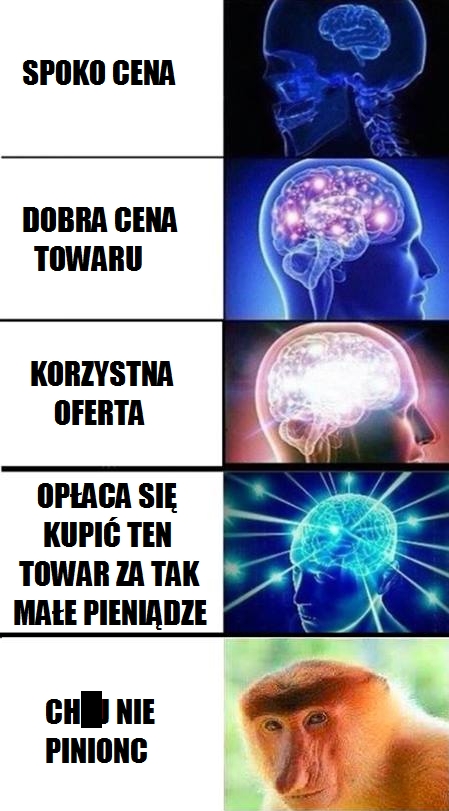 SPOKO CENA
DOBRA CENA
TOWARU
KORZYSTNA
OFERTA
OPŁACA SIĘ
KUPIĆ TEN
TOWAR ZA TAK
MAŁE PIENIĄDZE
NIE
PINIONC